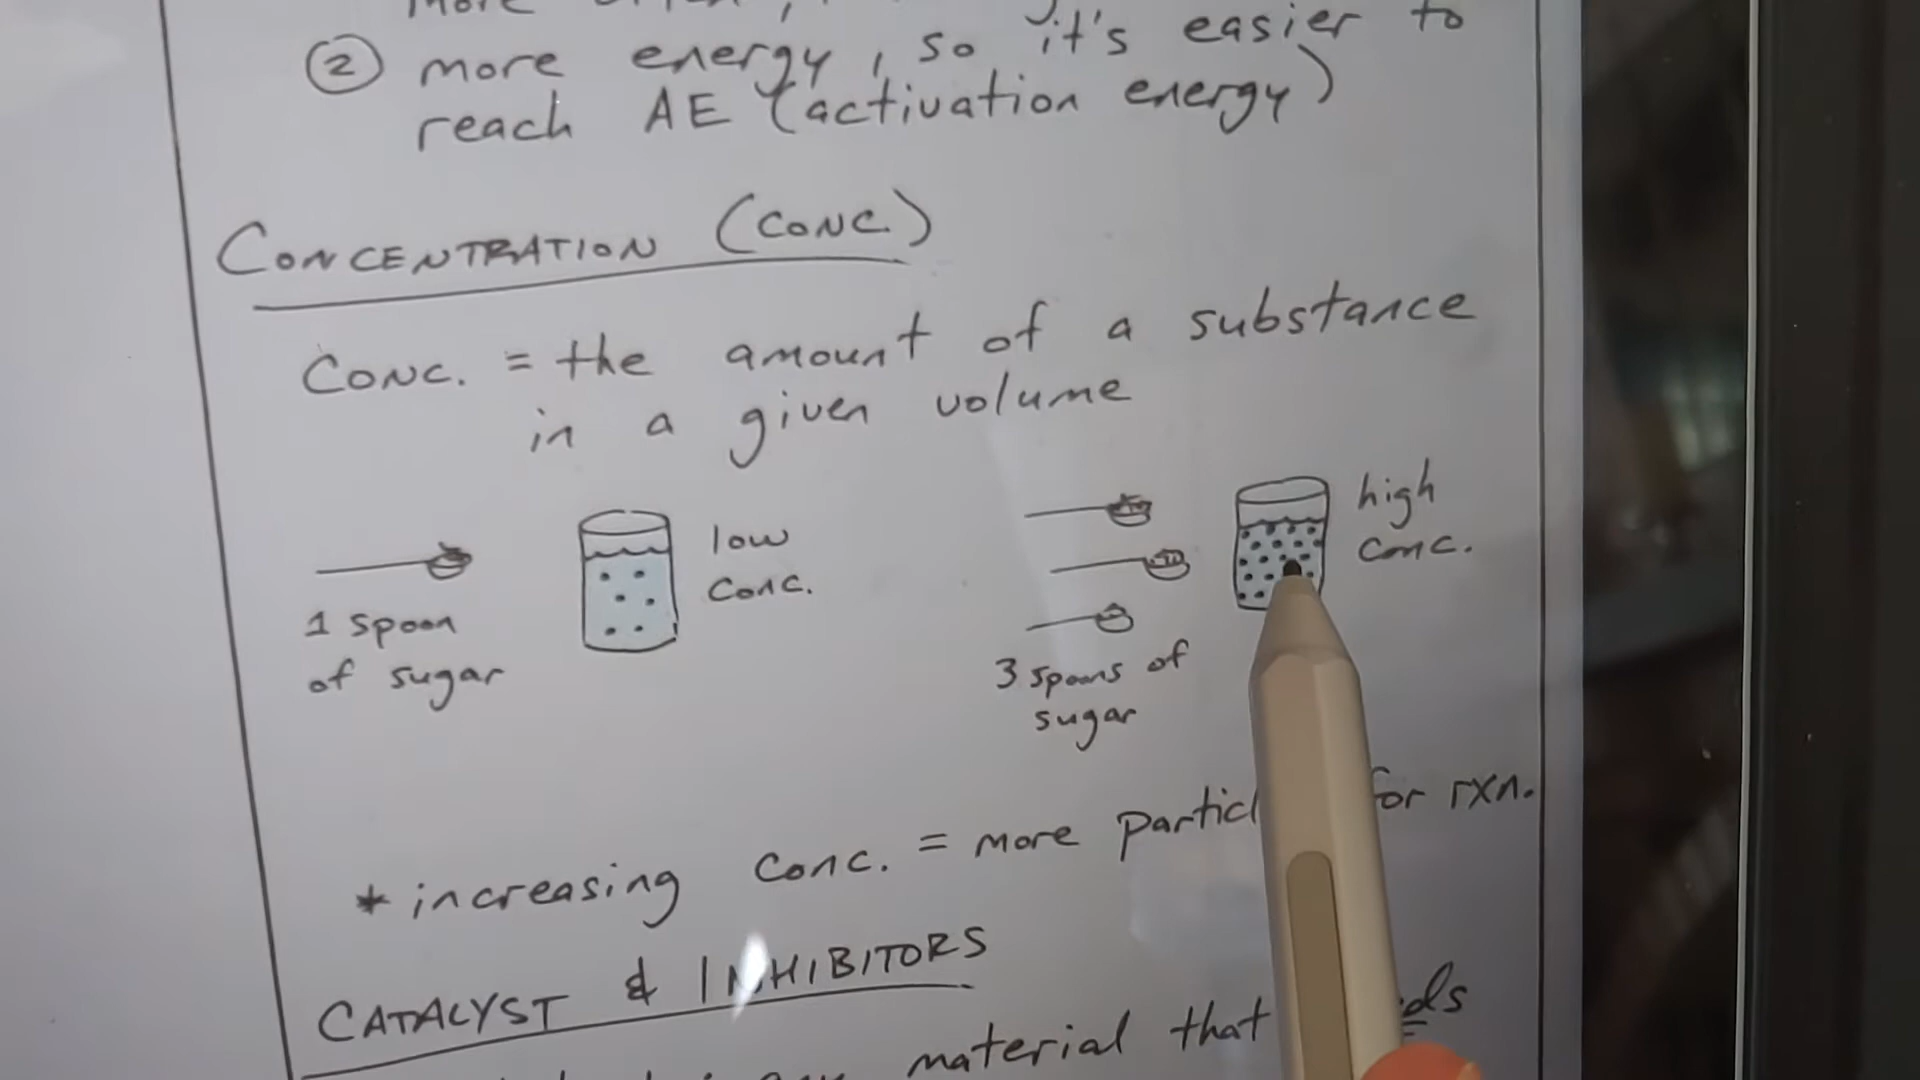 ② more energy, so it's easier to
reach AE (activation energy)
CONCENTRATION (CONC.)
CONC. = the amount of a substance
in a given volume
1 spoon
of sugar
low
conc.
3 spoons of
sugar
high
conc.
* increasing conc. = more for rxn.
CATALYST & INHIBITORS
material that